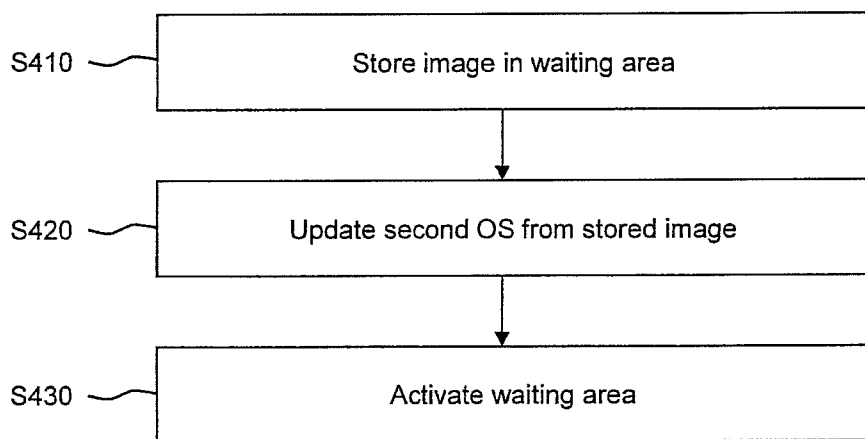 S410
Store image in waiting area
S420
Update second OS from stored image
S430
Activate waiting area